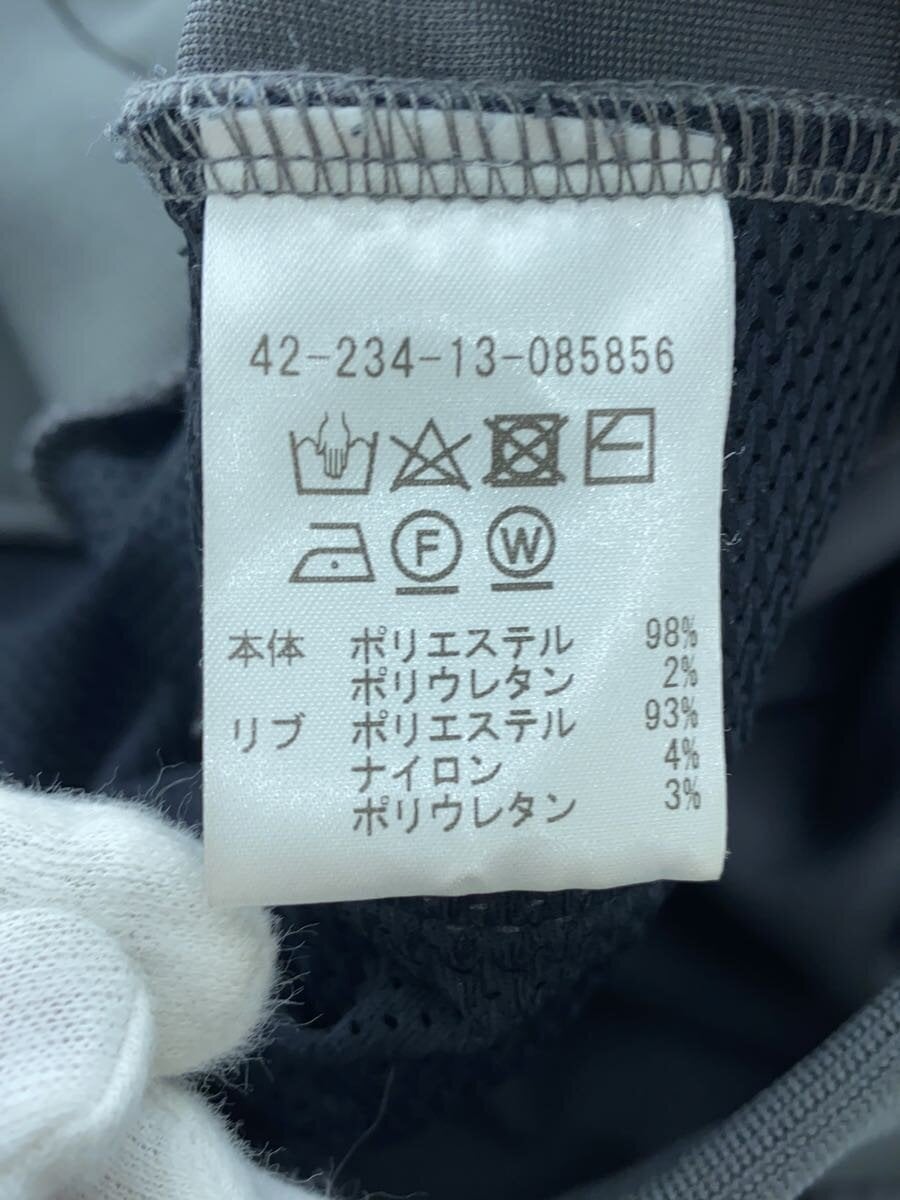 42-234-13-085856
F W
本体 ポリエステル 98%
ポリウレタン 2%
リブ ポリエステル 93%
ナイロン 4%
ポリウレタン 3%